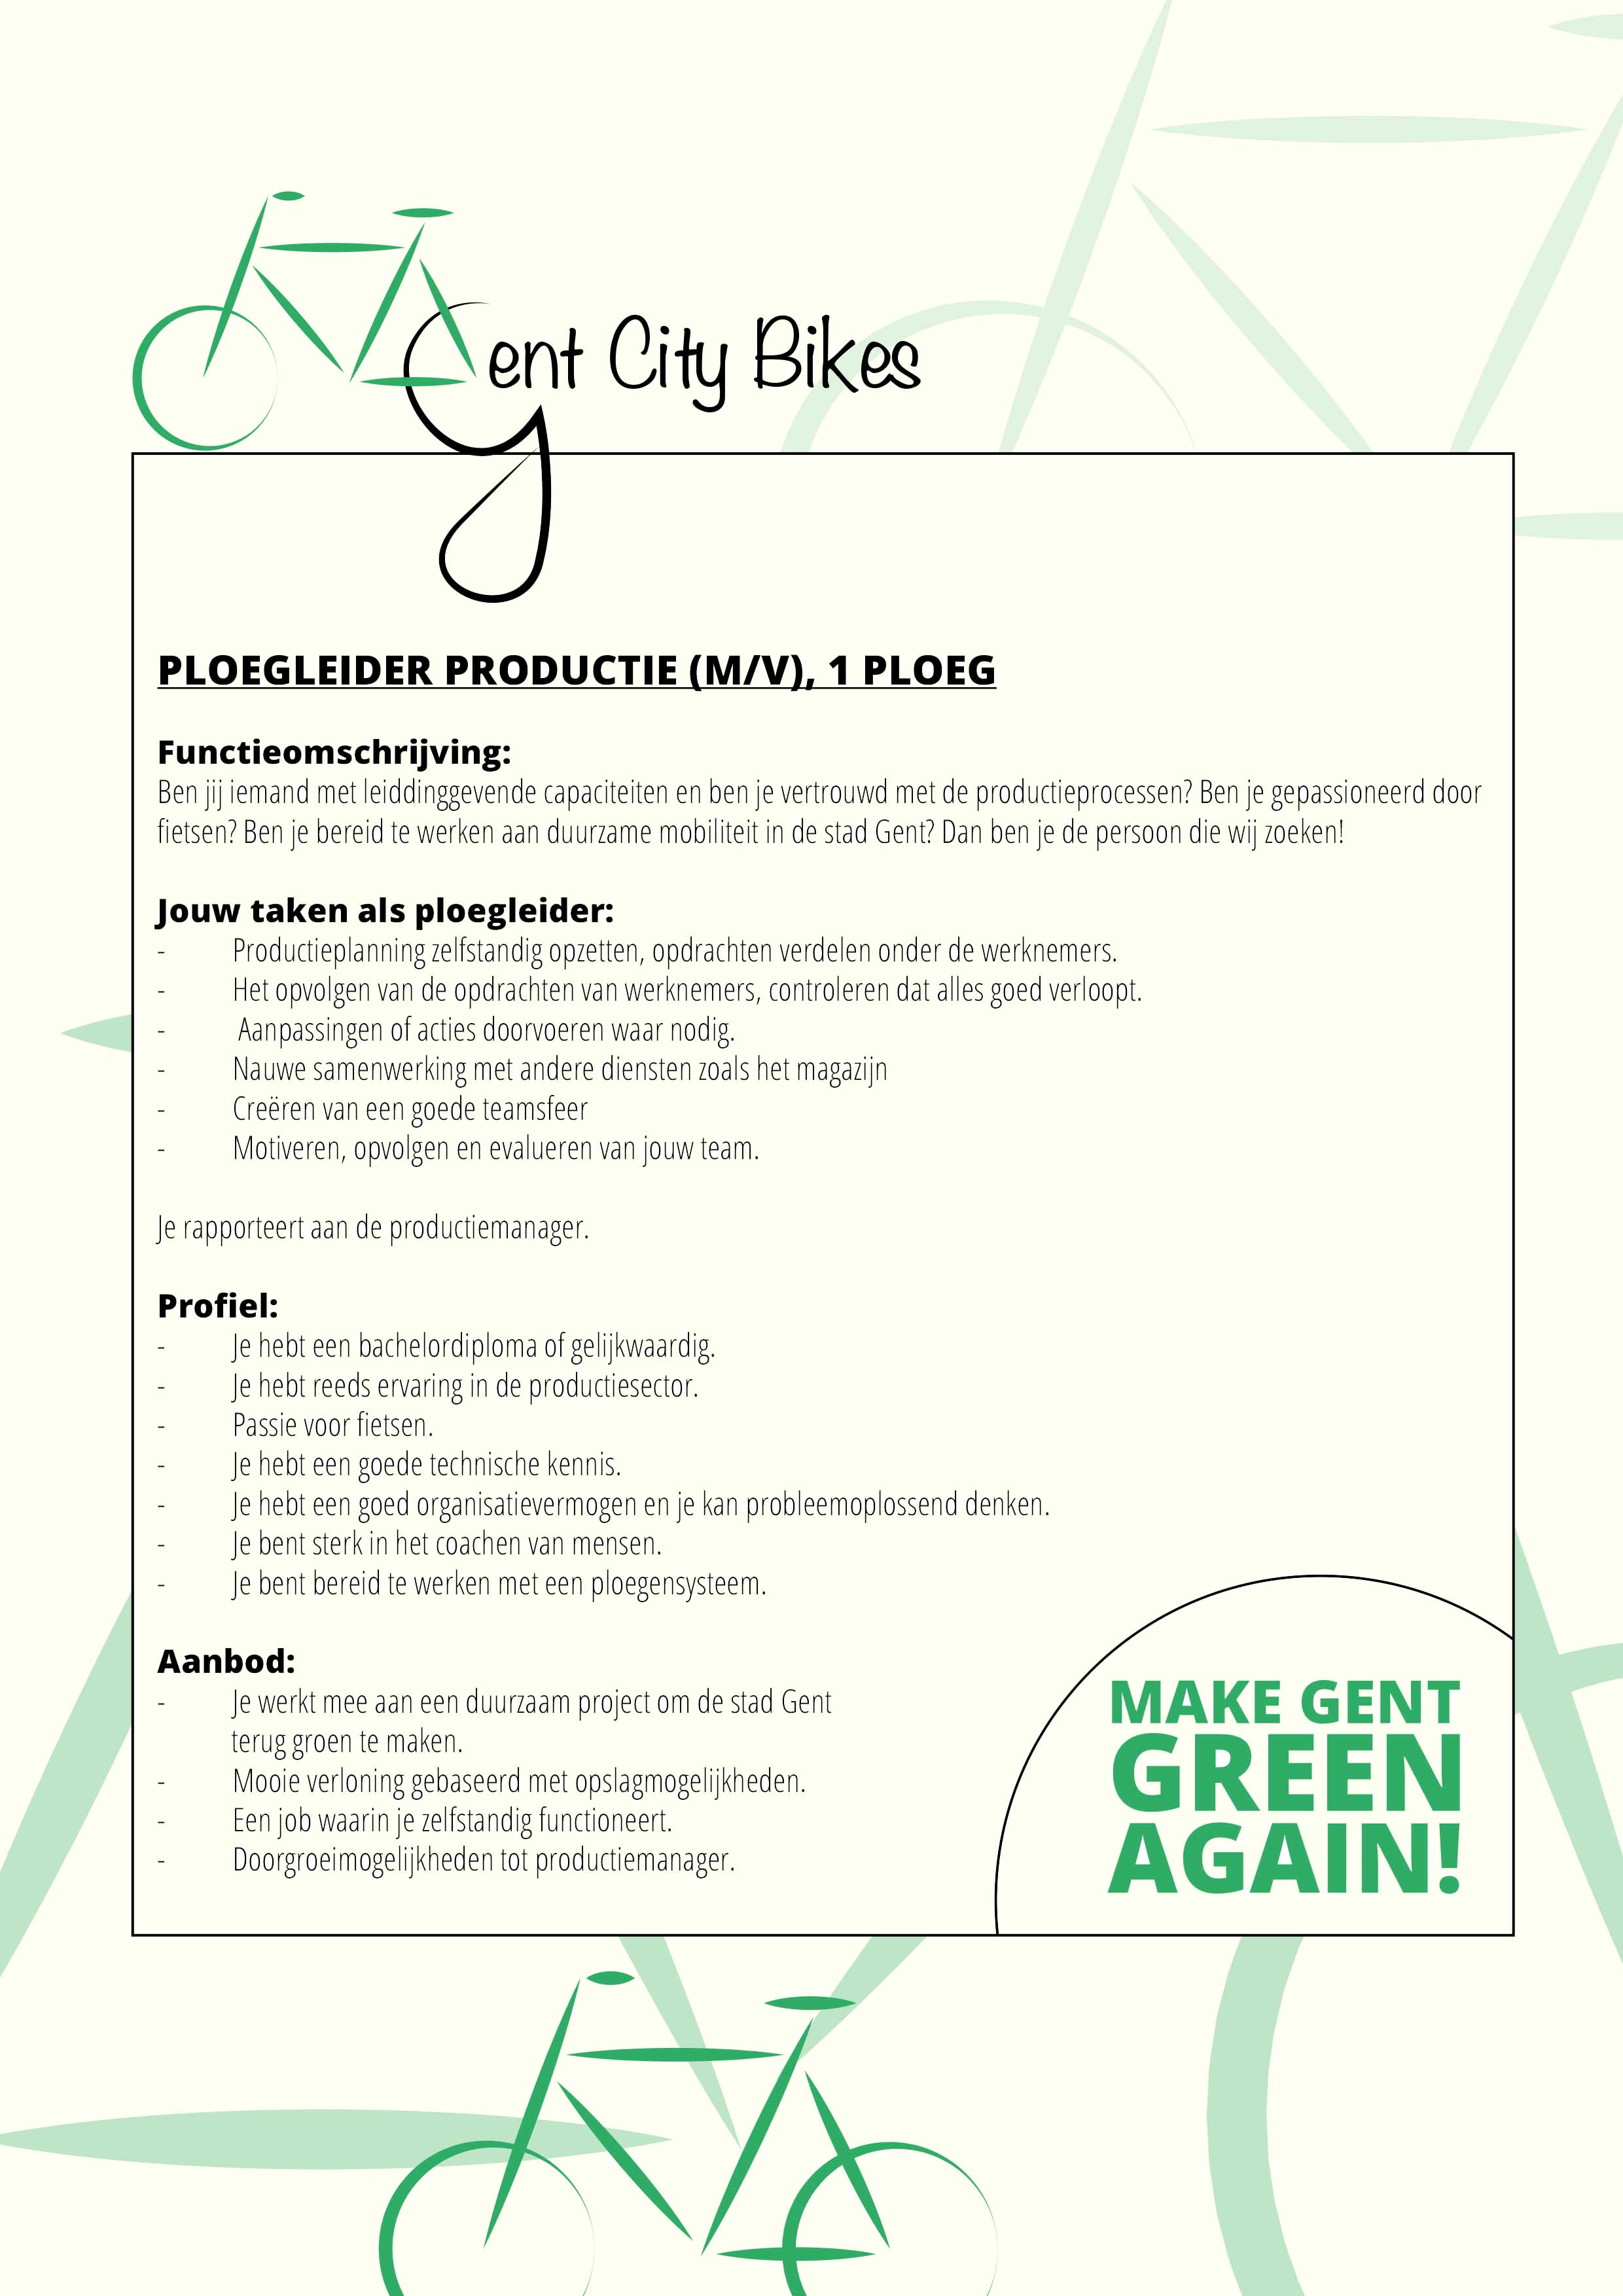 Gent City Bikes
PLOEGLEIDER PRODUCTIE (M/V), 1 PLOEG
Functieomschrijving:
Ben jij iemand met leiddinggevende capaciteiten en ben je vertrouwd met de productieprocessen? Ben je gepassioneerd door
fietsen? Ben je bereid te werken aan duurzame mobiliteit in de stad Gent? Dan ben je de persoon die wij zoeken!
Jouw taken als ploegleider:
- Productieplanning zelfstandig opzetten, opdrachten verdelen onder de werknemers.
- Het opvolgen van de opdrachten van werknemers, controleren dat alles goed verloopt.
- Aanpassingen of acties doorvoeren waar nodig.
- Nauwe samenwerking met andere diensten zoals het magazijn
- Creëren van een goede teamsfeer
- Motiveren, opvolgen en evalueren van jouw team.
Je rapporteert aan de productiemanager.
Profiel:
- Je hebt een bachelordiploma of gelijkwaardig.
- Je hebt reeds ervaring in de productiesector.
- Passie voor fietsen.
- Je hebt een goede technische kennis.
- Je hebt een goed organisatievermogen en je kan probleemoplossend denken.
- Je bent sterk in het coachen van mensen.
- Je bent bereid te werken met een ploegensysteem.
Aanbod:
- Je werkt mee aan een duurzaam project om de stad Gent
terug groen te maken.
- Mooie verloning gebaseerd met opslagmogelijkheden.
- Een job waarin je zelfstandig functioneert.
- Doorgroeimogelijkheden tot productiemanager.
MAKE GENT
GREEN
AGAIN!